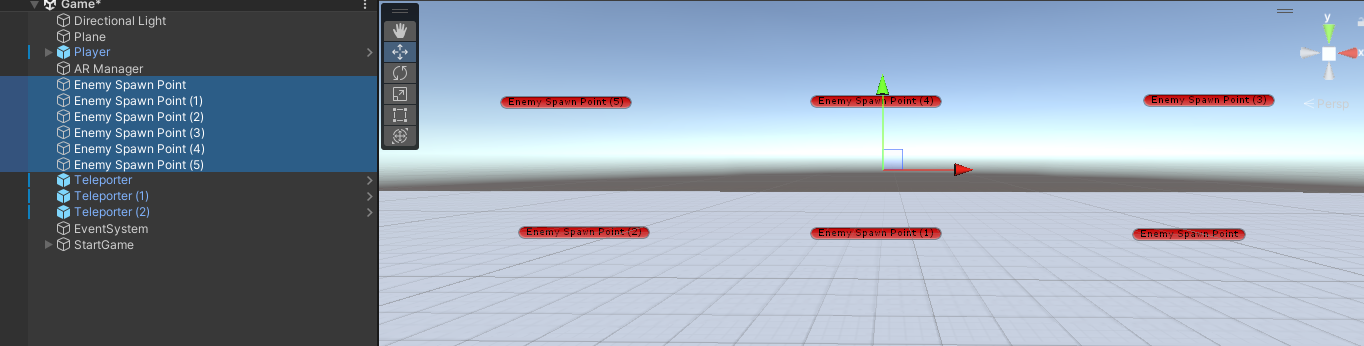 Game*
Directional Light
Plane
Player
AR Manager
Enemy Spawn Point
Enemy Spawn Point (1)
Enemy Spawn Point (2)
Enemy Spawn Point (3)
Enemy Spawn Point (4)
Enemy Spawn Point (5)
Teleporter
Teleporter (1)
Teleporter (2)
EventSystem
StartGame
y
x
Persp
Enemy Spawn Point (5)
Enemy Spawn Point (4)
Enemy Spawn Point (3)
Enemy Spawn Point (2)
Enemy Spawn Point (1)
Enemy Spawn Point